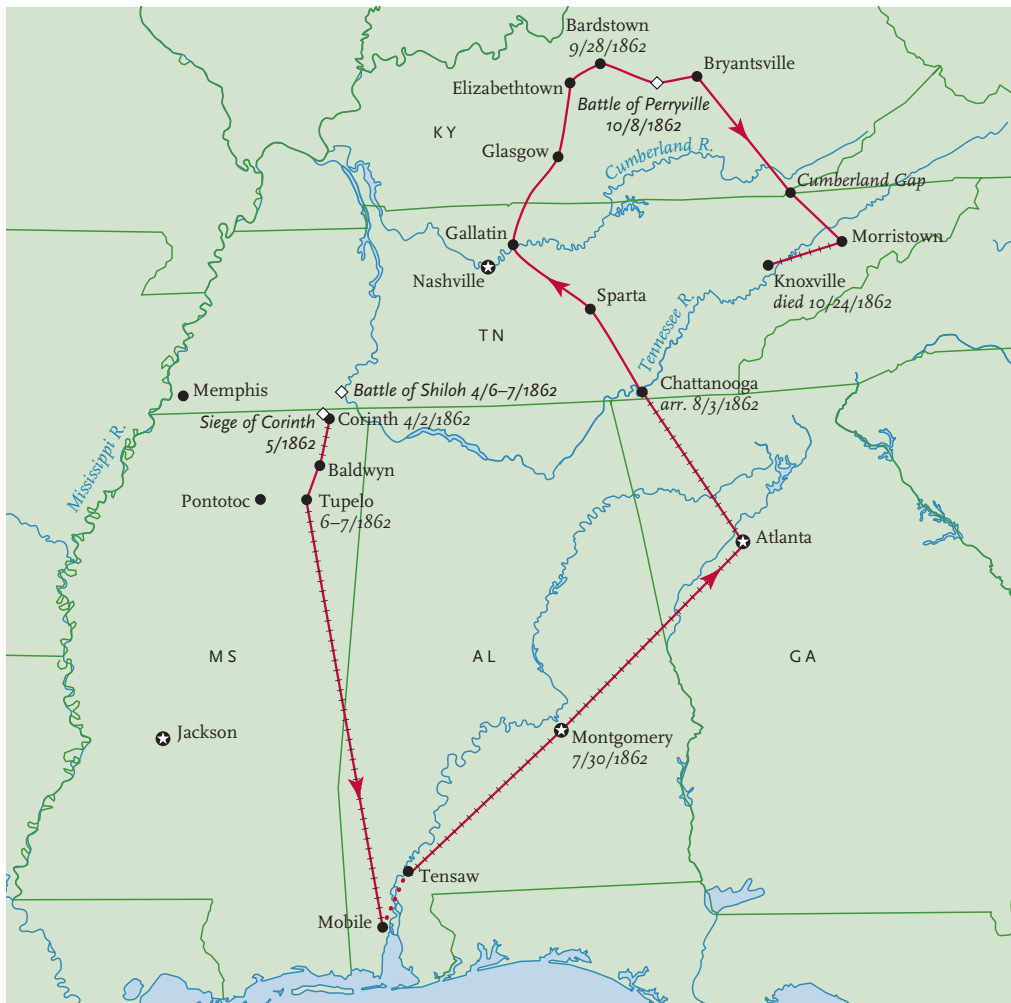 Bardstown
9/28/1862
Bryantsville
Elizabethtown
Battle of Perryville
10/8/1862
KY
Glasgow
Cumberland R.
Cumberland Gap
Gallatin
Morristown
Nashville
Knoxville
died 10/24/1862
Sparta
Tennessee R.
TN
Memphis
Battle of Shiloh 4/6–7/1862
Chattanooga
arr. 8/3/1862
Siege of Corinth
5/1862
Corinth 4/2/1862
Mississippi R.
Baldwyn
Pontotoc
Tupelo
6–7/1862
Atlanta
MS
AL
GA
Jackson
Montgomery
7/30/1862
Tensaw
Mobile